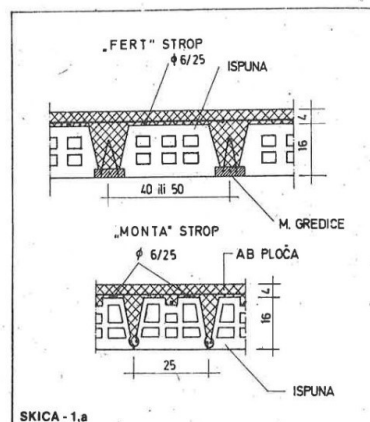 „FERT" STROP
ϕ 6/25
ISPUNA
4
16
40 ili 50
M. GREDICE
„MONTA" STROP
ϕ 6/25
AB PLOČA
4
16
25
ISPUNA
SKICA - 1.a